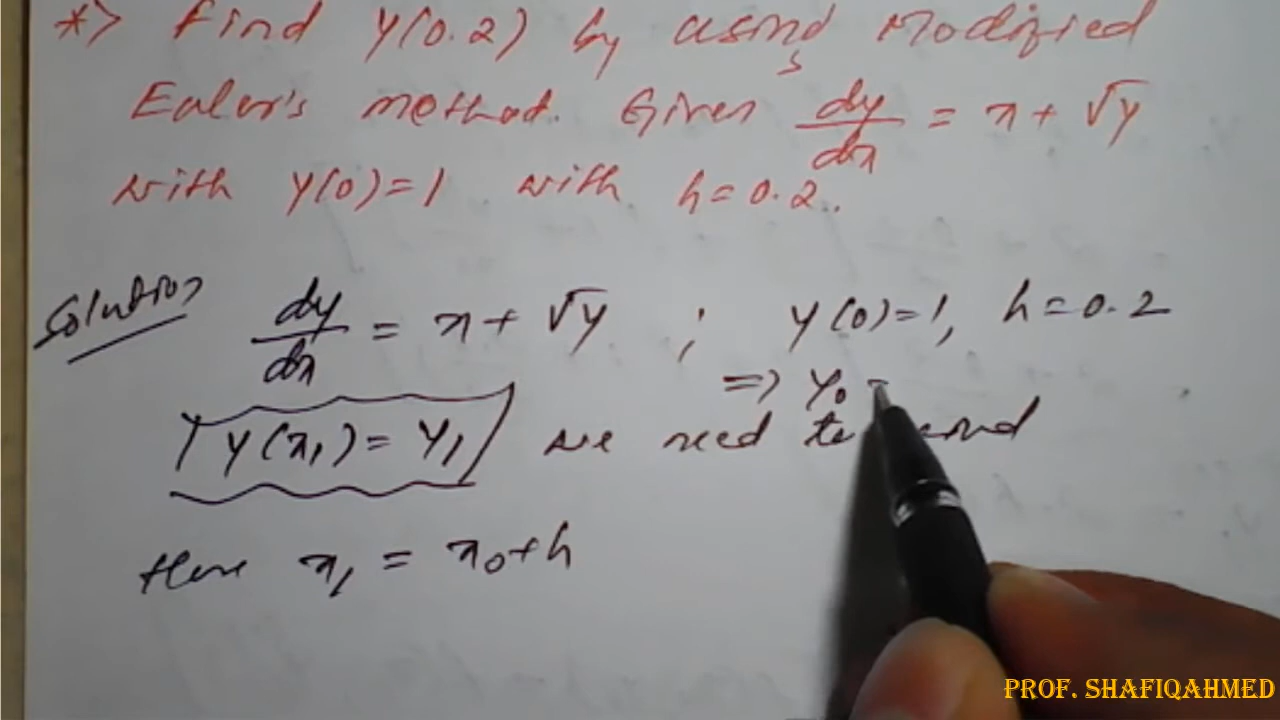 *> Find y(0.2) by using Modified
Euler's method. Given dy/dx = x + √y
with y(0)=1 with h=0.2.
Solution dy/dx = x + √y ; y(0)=1, h=0.2
=> y₀ =
y(x₁) = y₁ we need to
Here x₁ = x₀+h
PROF. SHAFIQAHMED